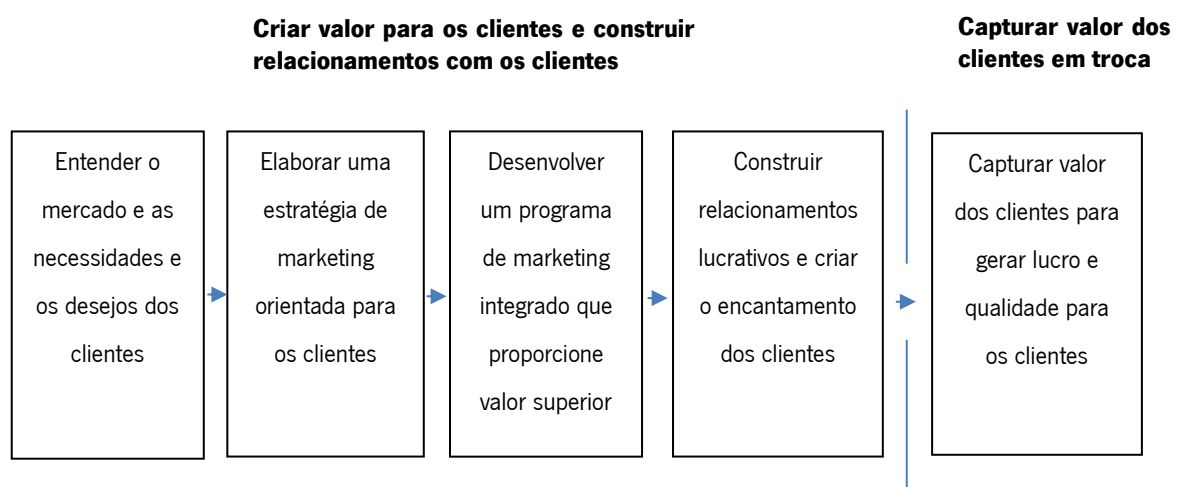 Criar valor para os clientes e construir
relacionamentos com os clientes
Capturar valor dos
clientes em troca
Entender o
mercado e as
necessidades e
os desejos dos
clientes
Elaborar uma
estratégia de
marketing
orientada para
os clientes
Desenvolver
um programa
de marketing
integrado que
proporcione
valor superior
Construir
relacionamentos
lucrativos e criar
o encantamento
dos clientes
Capturar valor
dos clientes para
gerar lucro e
qualidade para
os clientes